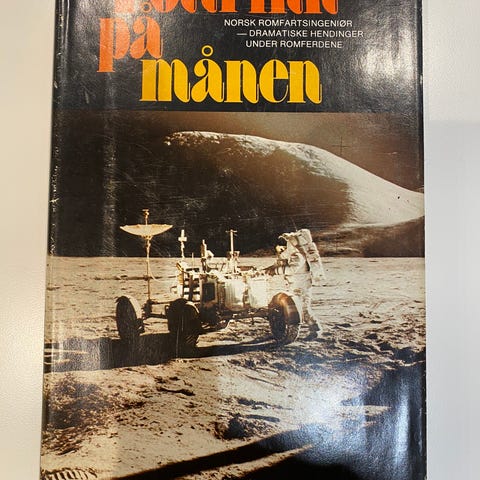 på
månen
NORSK ROMFARTSINGENIØR
— DRAMATISKE HENDINGER
UNDER ROMFERDENE